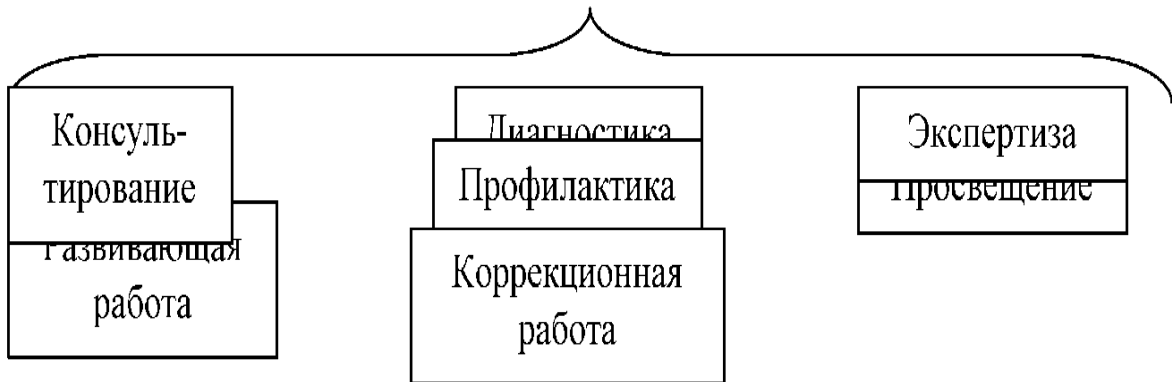 Консуль-
тирование
Развивающая
работа
Диагностика
Профилактика
Коррекционная
работа
Экспертиза
Просвещение